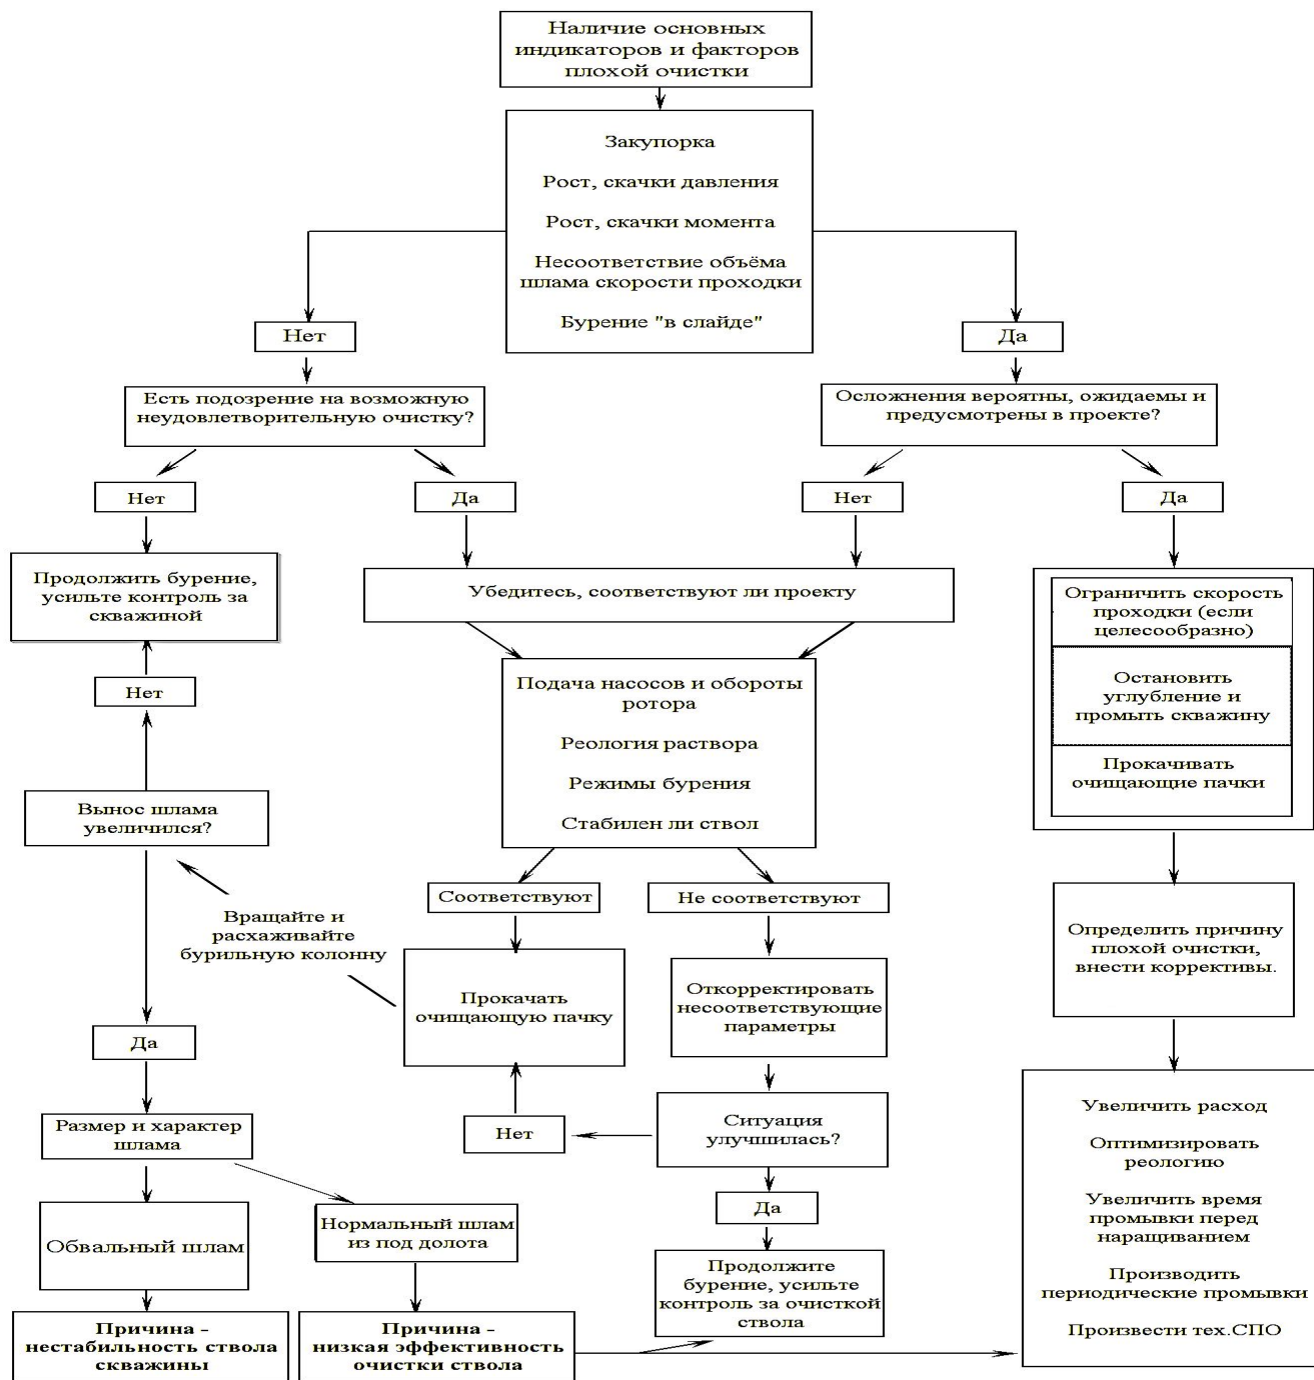 Наличие основных
индикаторов и факторов
плохой очистки
Закупорка
Рост, скачки давления
Рост, скачки момента
Несоответствие объёма
шлама скорости проходки
Бурение "в слайде"
Нет
Да
Есть подозрение на возможную
неудовлетворительную очистку?
Осложнения вероятны, ожидаемы и
предусмотрены в проекте?
Нет
Да
Нет
Да
Продолжить бурение,
усильте контроль за
скважиной
Убедитесь, соответствуют ли проекту
Ограничить скорость
проходки (если
целесообразно)
Остановить
углубление и
промыть скважину
Прокачивать
очищающие пачки
Нет
Подача насосов и обороты
ротора
Реология раствора
Режимы бурения
Стабилен ли ствол
Вынос шлама
увеличился?
Соответствуют
Не соответствуют
Вращайте и
расхаживайте
бурильную колонну
Определить причину
плохой очистки,
внести коррективы.
Прокачать
очищающую пачку
Откорректировать
несоответствующие
параметры
Да
Размер и характер
шлама
Нет
Ситуация
улучшилась?
Увеличить расход
Оптимизировать
реологию
Увеличить время
промывки перед
наращиванием
Производить
периодические промывки
Произвести тех.СПО
Да
Обвальный шлам
Нормальный шлам
из под долота
Продолжите
бурение, усильте
контроль за очисткой
ствола
Причина -
нестабильность ствола
скважины
Причина -
низкая эффективность
очистки ствола